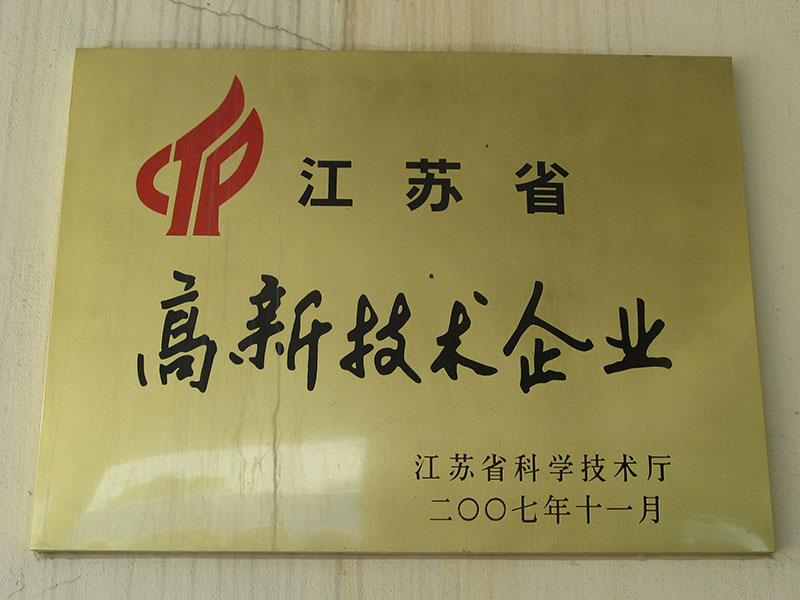 CTP
江苏省
高新技术企业
江苏省科学技术厅
二〇〇七年十一月